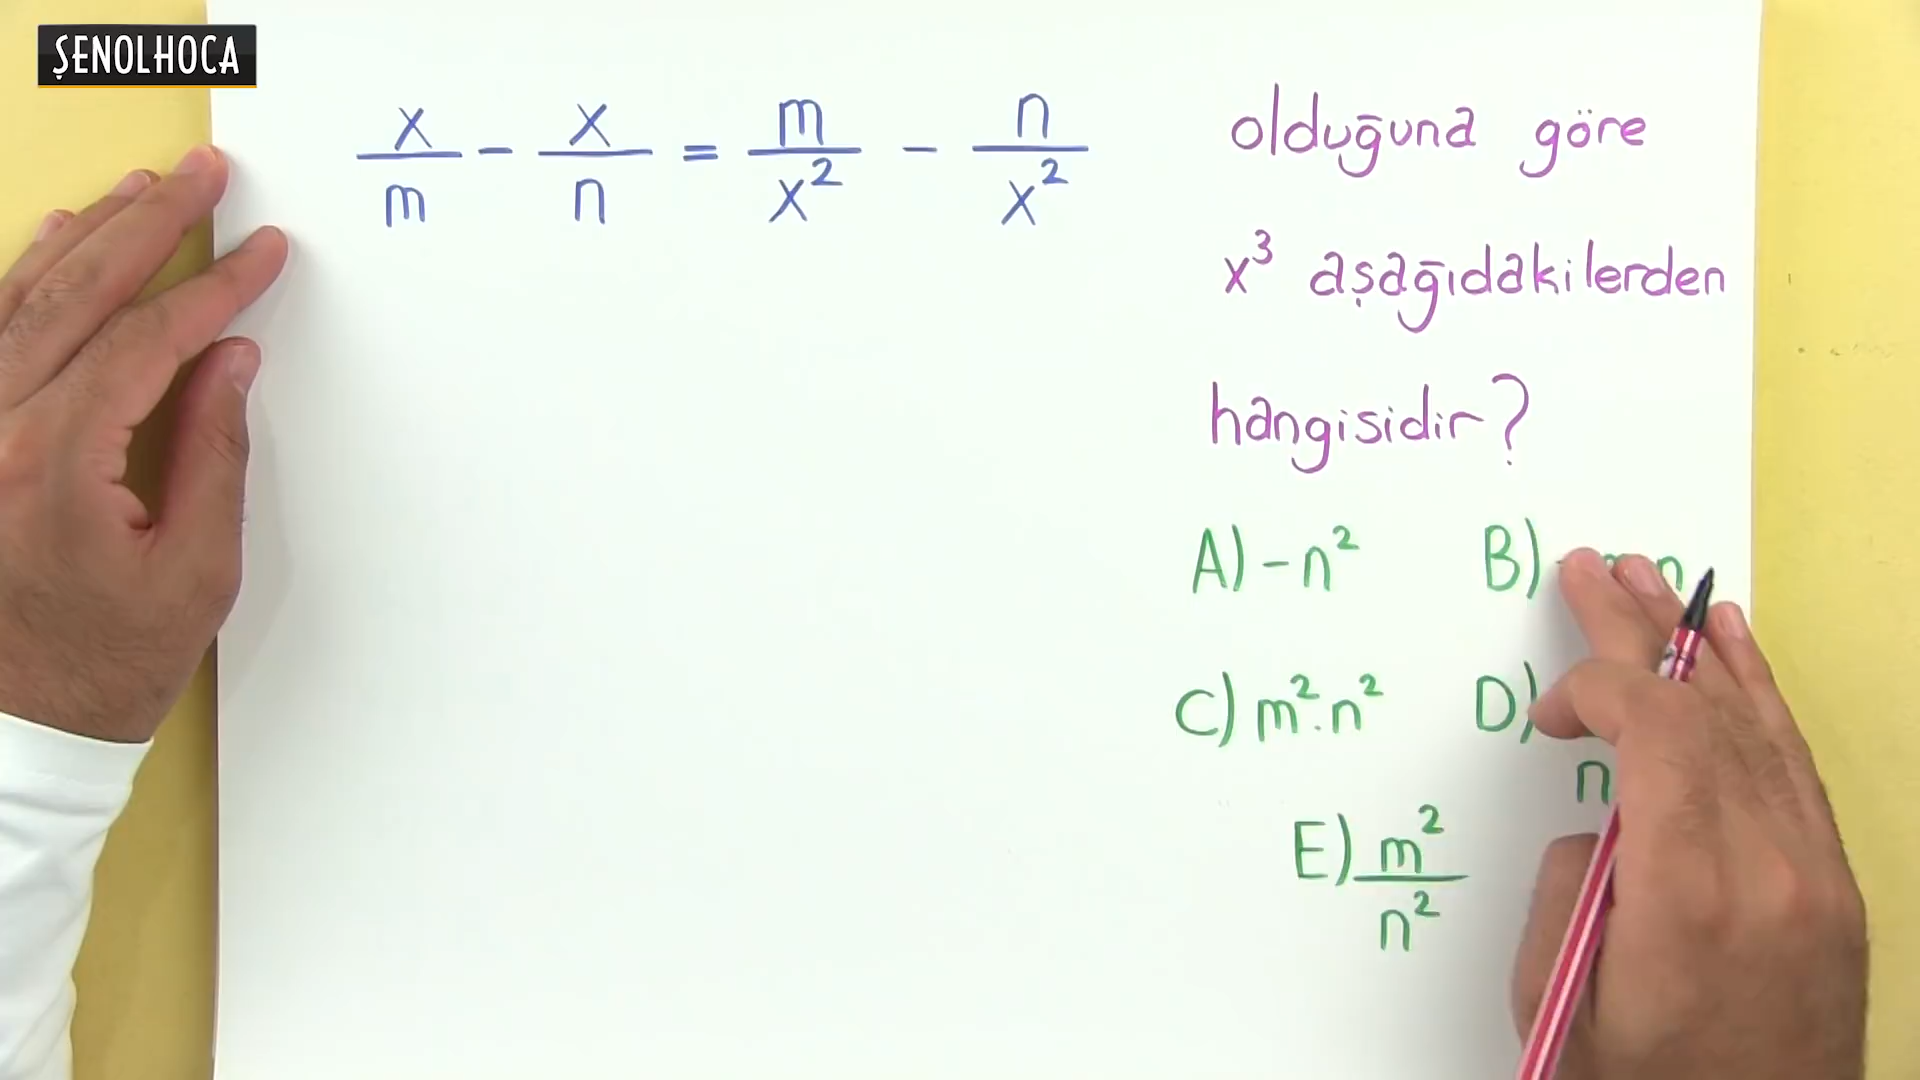 ŞENOLHOCA
x/m - x/n = m/x² - n/x² olduğuna göre
x³ aşağıdakilerden
hangisidir?
A) -n² B) n
C) m².n² D) n
E) m²/n²